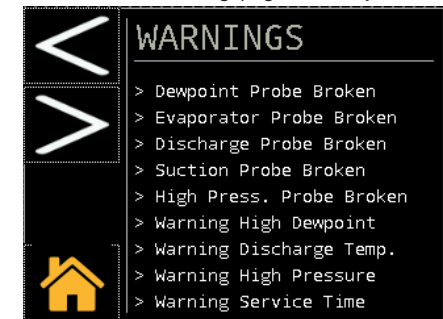 WARNINGS
> Dewpoint Probe Broken
> Evaporator Probe Broken
> Discharge Probe Broken
> Suction Probe Broken
> High Press. Probe Broken
> Warning High Dewpoint
> Warning Discharge Temp.
> Warning High Pressure
> Warning Service Time